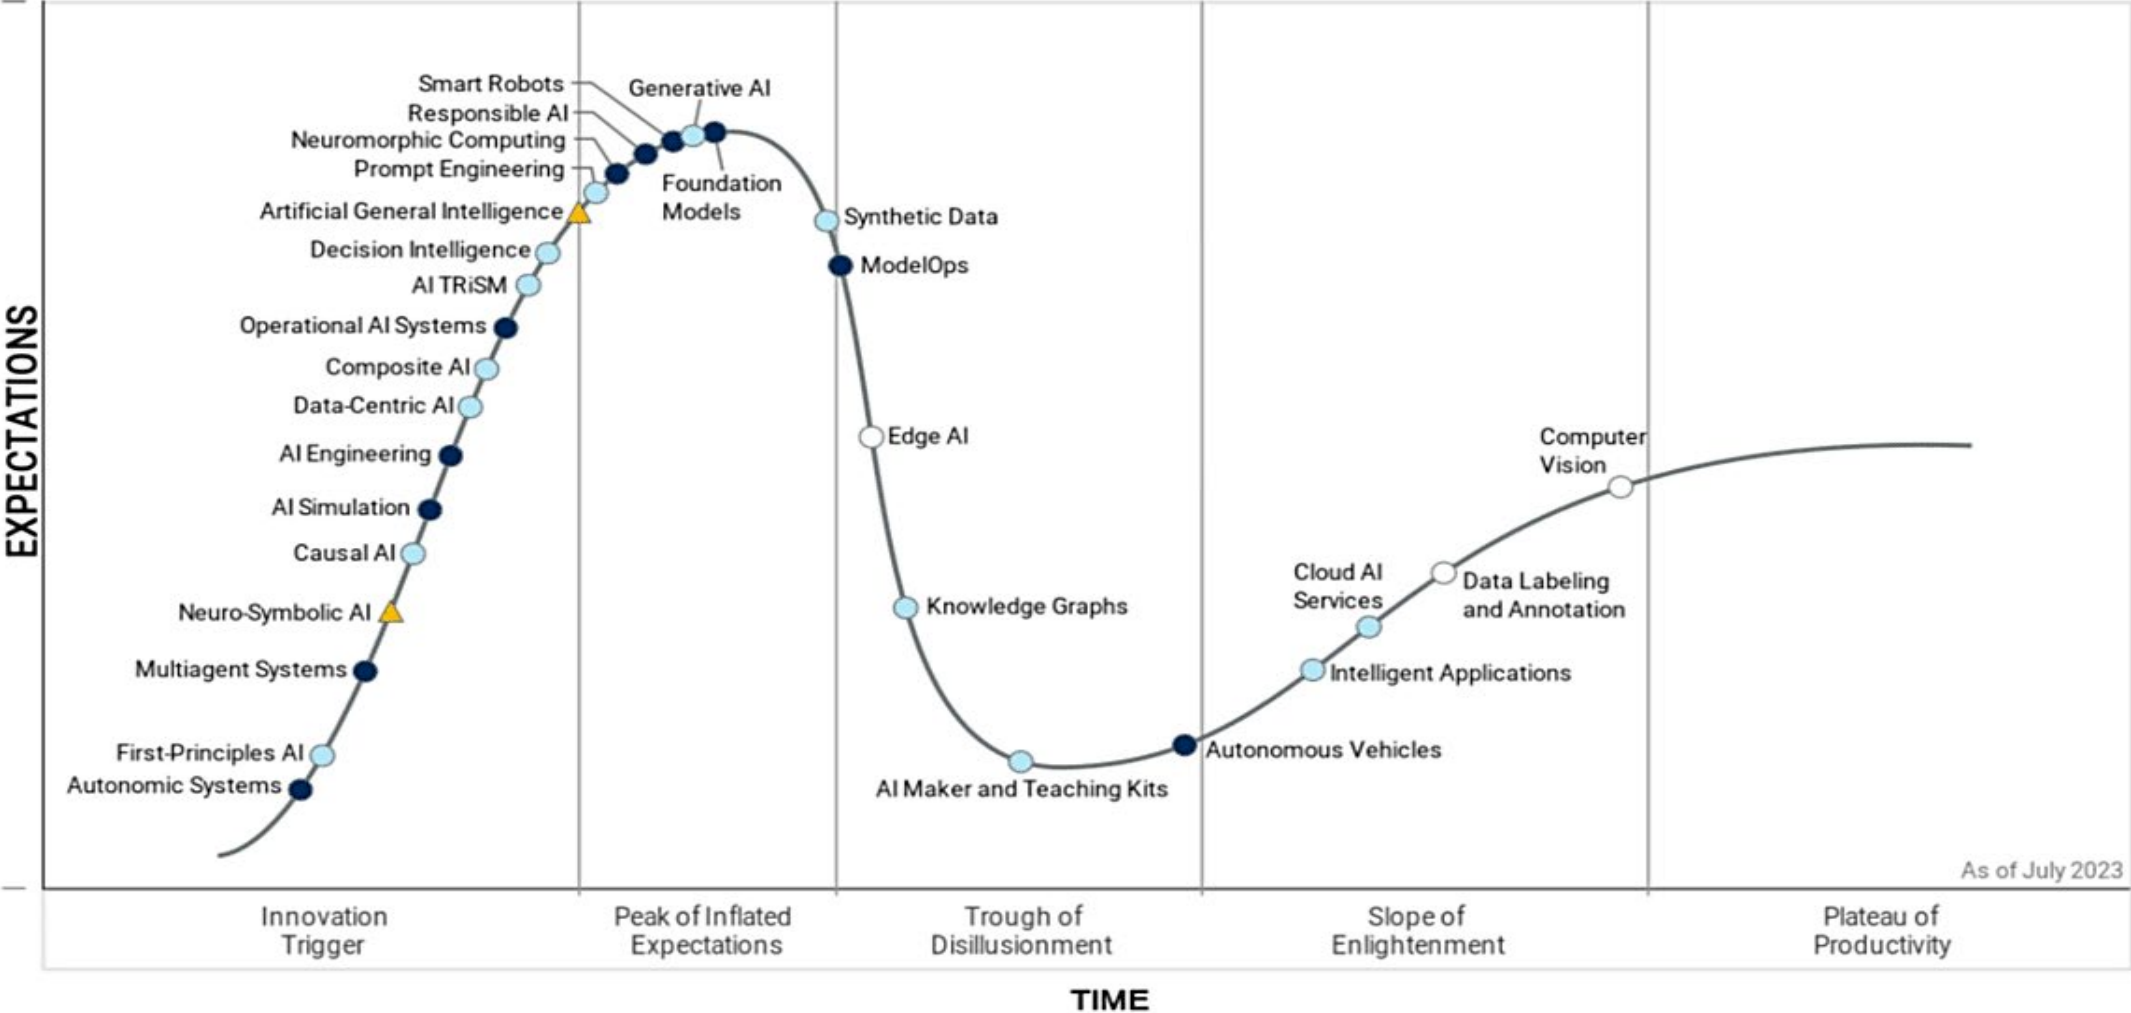 EXPECTATIONS
Smart Robots
Generative AI
Responsible AI
Neuromorphic Computing
Prompt Engineering
Foundation
Models
Artificial General Intelligence
Synthetic Data
Decision Intelligence
ModelOps
AI TRiSM
Operational AI Systems
Composite AI
Data-Centric AI
Edge AI
Computer
Vision
AI Engineering
AI Simulation
Causal AI
Cloud AI
Services
Data Labeling
and Annotation
Neuro-Symbolic AI
Knowledge Graphs
Multiagent Systems
Intelligent Applications
First-Principles AI
Autonomous Vehicles
Autonomic Systems
AI Maker and Teaching Kits
As of July 2023
Innovation
Trigger
Peak of Inflated
Expectations
Trough of
Disillusionment
Slope of
Enlightenment
Plateau of
Productivity
TIME